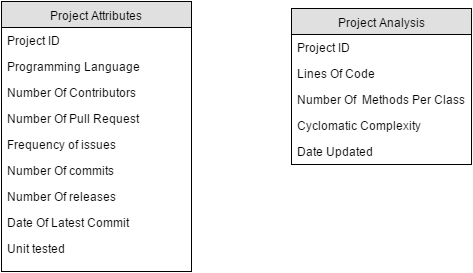 Project Attributes
Project ID
Programming Language
Number Of Contributors
Number Of Pull Request
Frequency of issues
Number Of commits
Number Of releases
Date Of Latest Commit
Unit tested
Project Analysis
Project ID
Lines Of Code
Number Of Methods Per Class
Cyclomatic Complexity
Date Updated